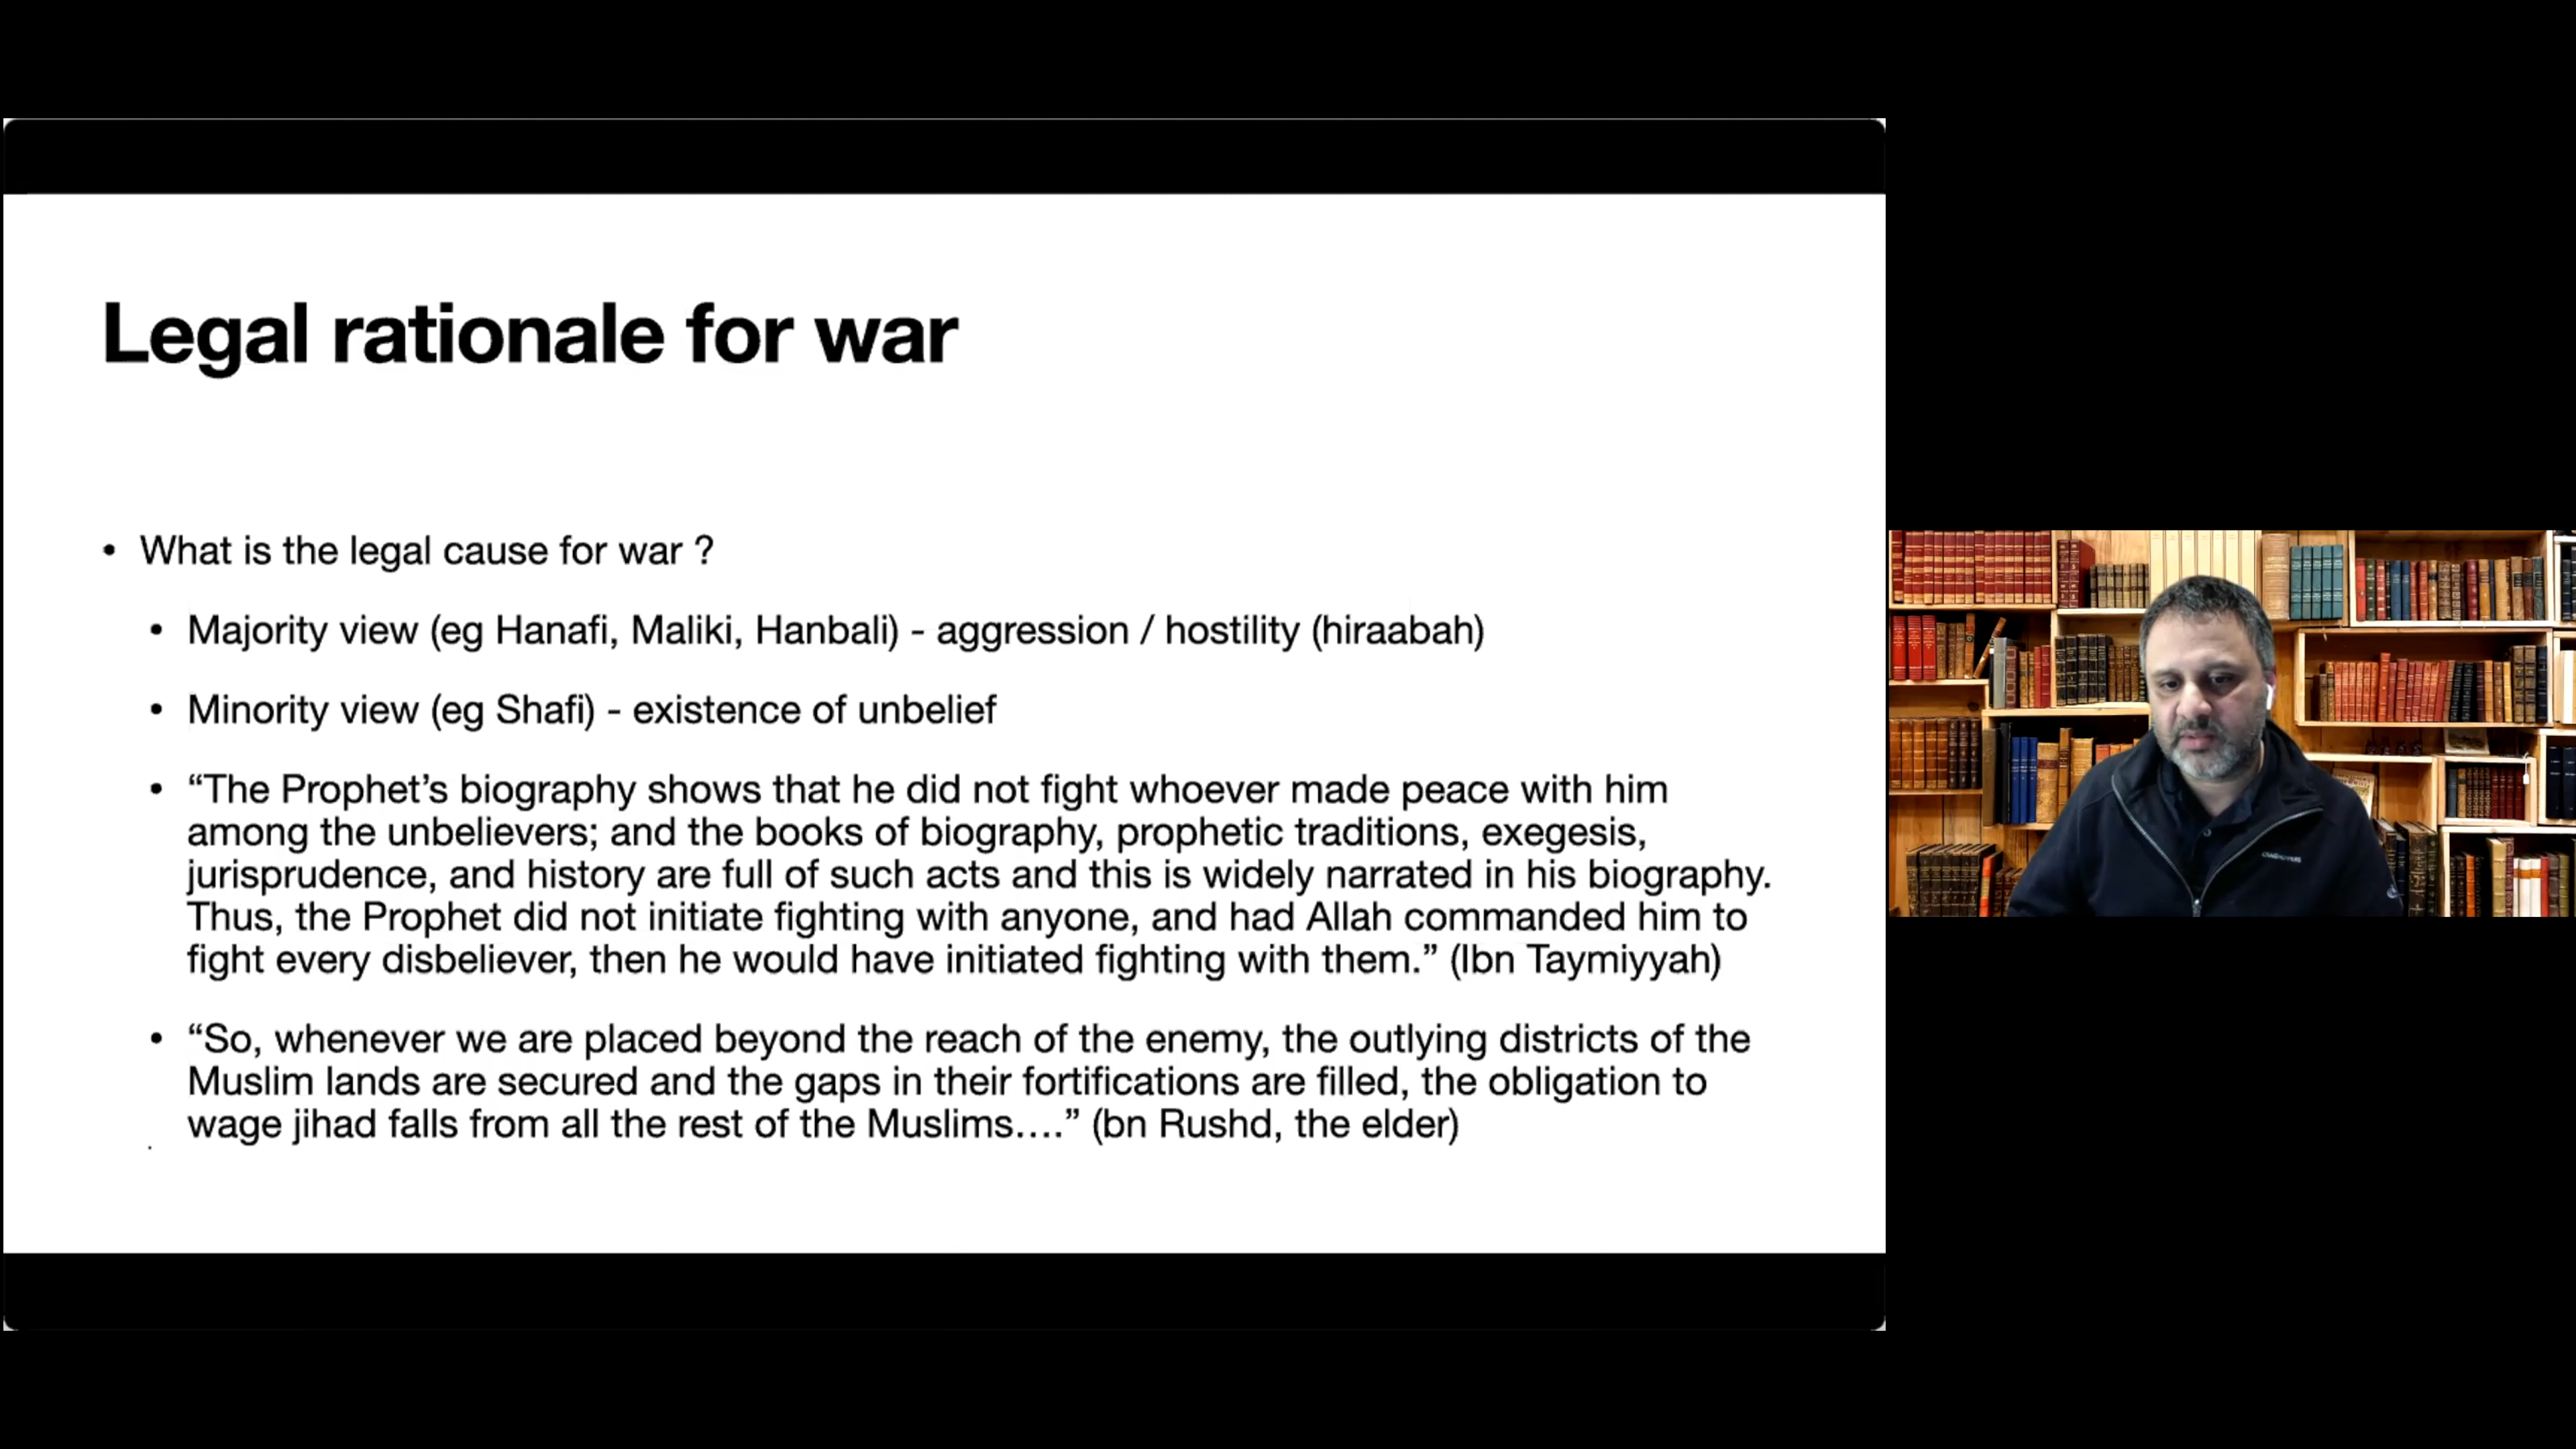 Legal rationale for war
• What is the legal cause for war ?
• Majority view (eg Hanafi, Maliki, Hanbali) - aggression / hostility (hiraabah)
• Minority view (eg Shafi) - existence of unbelief
• “The Prophet’s biography shows that he did not fight whoever made peace with him
among the unbelievers; and the books of biography, prophetic traditions, exegesis,
jurisprudence, and history are full of such acts and this is widely narrated in his biography.
Thus, the Prophet did not initiate fighting with anyone, and had Allah commanded him to
fight every disbeliever, then he would have initiated fighting with them.” (Ibn Taymiyyah)
• “So, whenever we are placed beyond the reach of the enemy, the outlying districts of the
Muslim lands are secured and the gaps in their fortifications are filled, the obligation to
wage jihad falls from all the rest of the Muslims….” (bn Rushd, the elder)